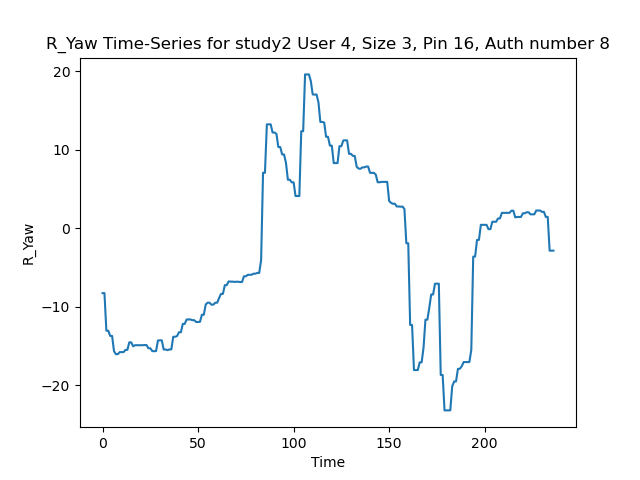 R_Yaw Time-Series for study2 User 4, Size 3, Pin 16, Auth number 8
20
10
0
−10
−20
R_Yaw
0 50 100 150 200
Time